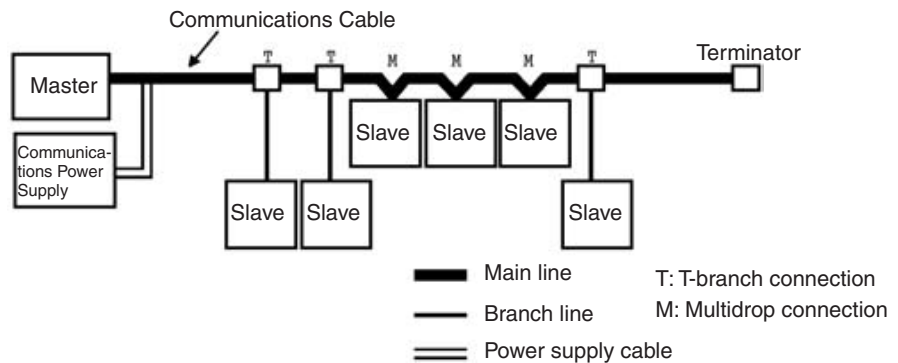 Communications Cable
T T M M M T
Terminator
Master
Communica-
tions Power
Supply
Slave Slave Slave
Slave Slave Slave
Main line
Branch line
Power supply cable
T: T-branch connection
M: Multidrop connection